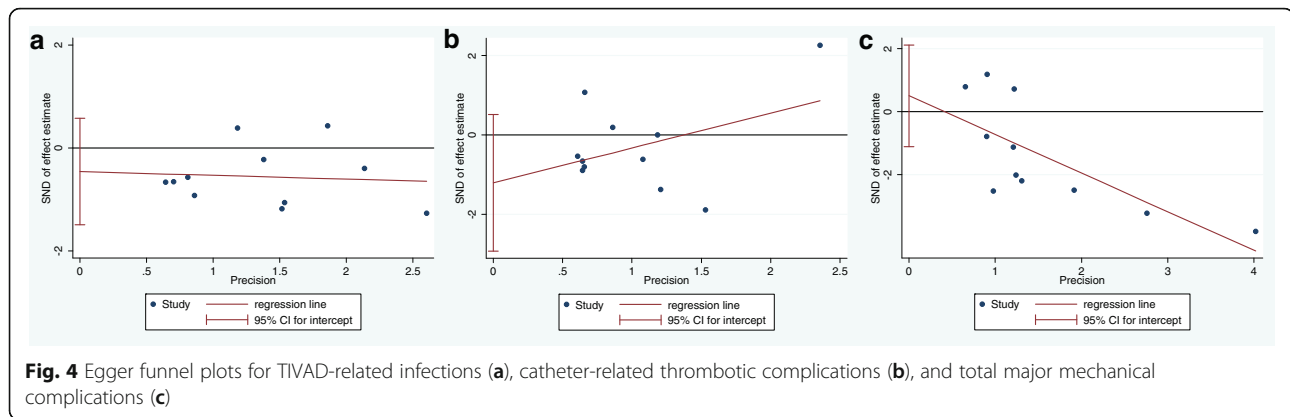 a
2
0
-2
SND of effect estimate
0 .5 1 1.5 2 2.5
Precision
Study regression line
95% CI for intercept
b
2
0
-2
SND of effect estimate
0 0.5 1 1.5 2 2.5
Precision
Study regression line
95% CI for intercept
c
2
0
-2
SND of effect estimate
0 1 2 3 4
Precision
Study regression line
95% CI for intercept
Fig. 4 Egger funnel plots for TIVAD-related infections (a), catheter-related thrombotic complications (b), and total major mechanical
complications (c)